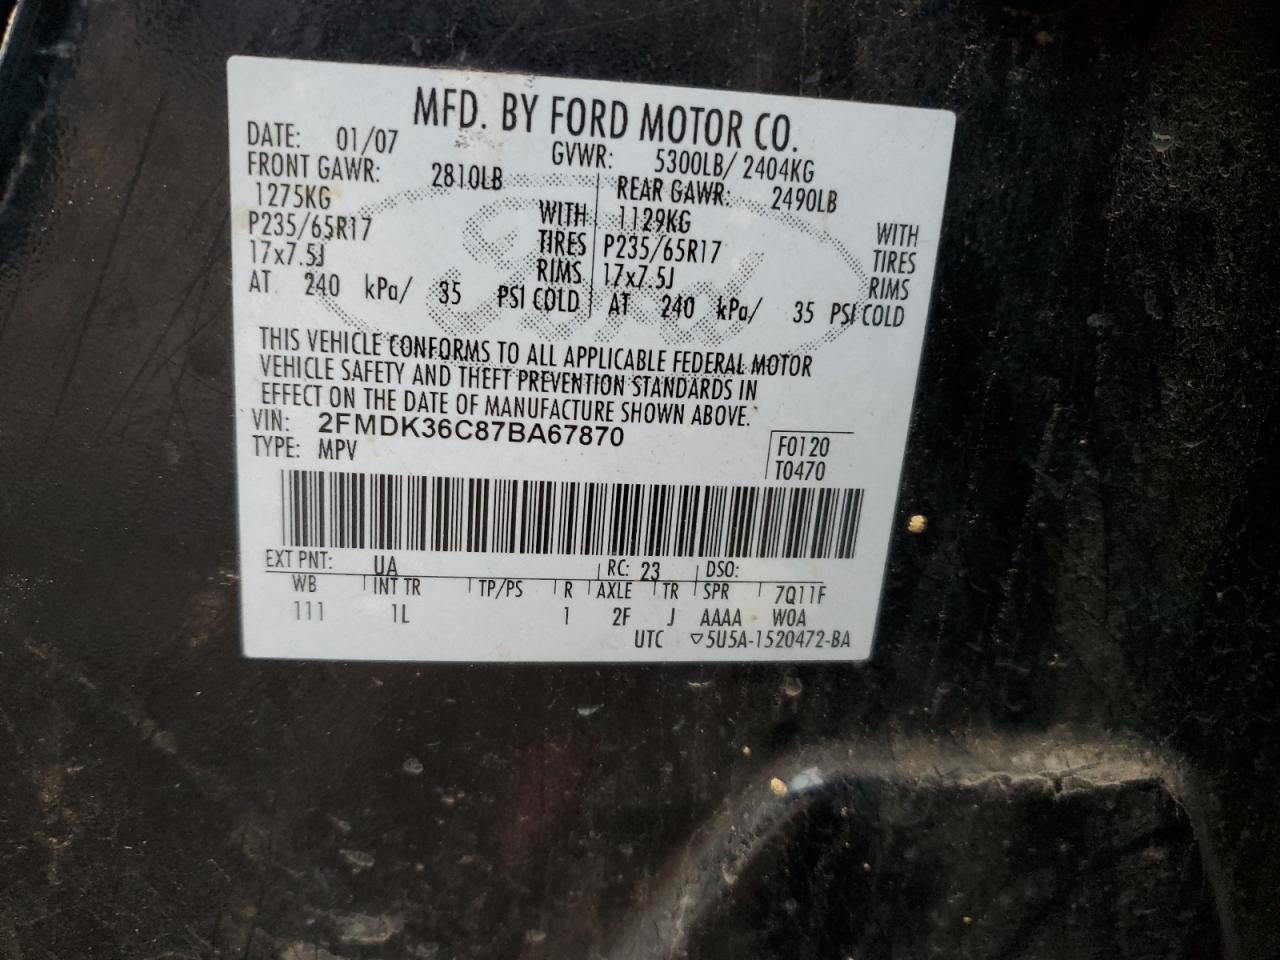 MFD. BY FORD MOTOR CO.
DATE: 01/07 GVWR: 5300LB/ 2404KG
FRONT GAWR: 2810LB REAR GAWR: 2490LB
1275KG WITH 1129KG WITH
P235/65R17 TIRES P235/65R17 TIRES
17x7.5J RIMS 17x7.5J RIMS
AT 240 kPa/ 35 PSI COLD AT 240 kPa/ 35 PSI COLD
Ford
THIS VEHICLE CONFORMS TO ALL APPLICABLE FEDERAL MOTOR
VEHICLE SAFETY AND THEFT PREVENTION STANDARDS IN
EFFECT ON THE DATE OF MANUFACTURE SHOWN ABOVE.
VIN: 2FMDK36C87BA67870
TYPE: MPV
F0120
T0470
EXT PNT: UA RC: 23 DSO:
WB INT TR TP/PS R AXLE TR SPR 7Q11F
111 1L 1 2F J AAAA WOA
UTC ▽5U5A-1520472-BA